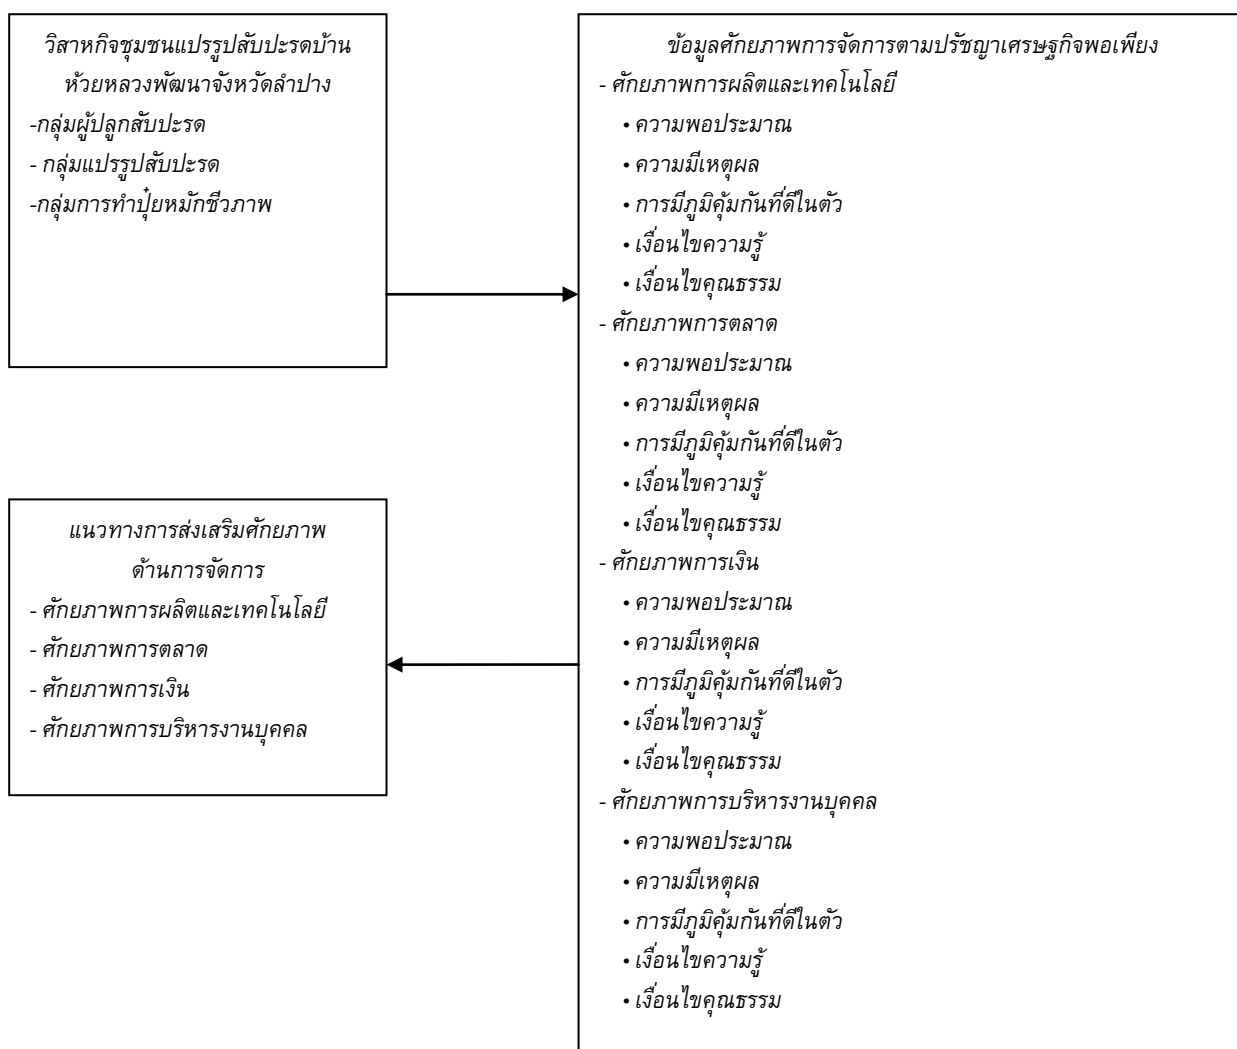 วิสาหกิจชุมชนแปรรูปสับปะรดบ้าน
ห้วยหลวงพัฒนาจังหวัดลำปาง
-กลุ่มผู้ปลูกสับปะรด
- กลุ่มแปรรูปสับปะรด
-กลุ่มการทำปุ๋ยหมักชีวภาพ
ข้อมูลศักยภาพการจัดการตามปรัชญาเศรษฐกิจพอเพียง
- ศักยภาพการผลิตและเทคโนโลยี
• ความพอประมาณ
• ความมีเหตุผล
• การมีภูมิคุ้มกันที่ดีในตัว
• เงื่อนไขความรู้
• เงื่อนไขคุณธรรม
- ศักยภาพการตลาด
• ความพอประมาณ
• ความมีเหตุผล
• การมีภูมิคุ้มกันที่ดีในตัว
• เงื่อนไขความรู้
• เงื่อนไขคุณธรรม
- ศักยภาพการเงิน
• ความพอประมาณ
• ความมีเหตุผล
• การมีภูมิคุ้มกันที่ดีในตัว
• เงื่อนไขความรู้
• เงื่อนไขคุณธรรม
- ศักยภาพการบริหารงานบุคคล
• ความพอประมาณ
• ความมีเหตุผล
• การมีภูมิคุ้มกันที่ดีในตัว
• เงื่อนไขความรู้
• เงื่อนไขคุณธรรม
แนวทางการส่งเสริมศักยภาพ
ด้านการจัดการ
- ศักยภาพการผลิตและเทคโนโลยี
- ศักยภาพการตลาด
- ศักยภาพการเงิน
- ศักยภาพการบริหารงานบุคคล